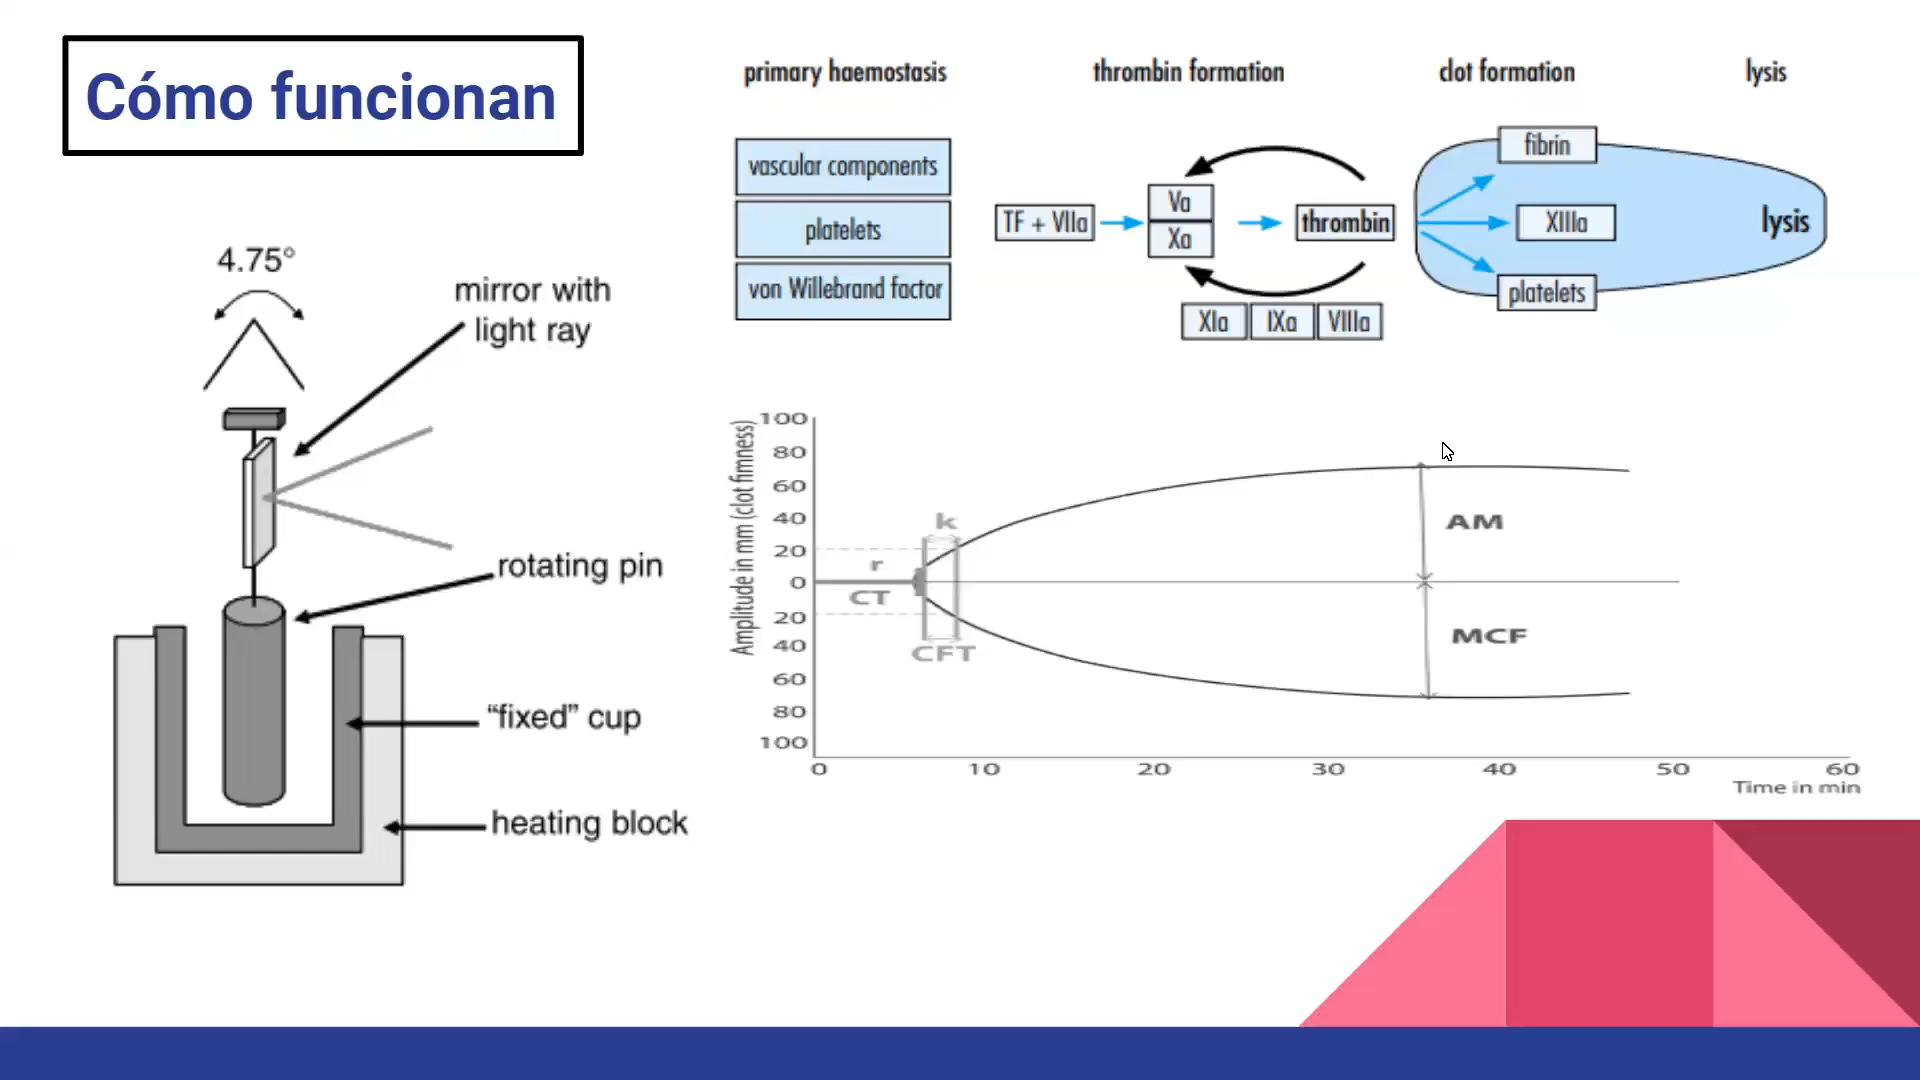 Cómo funcionan
4.75°
mirror with
light ray
rotating pin
“fixed” cup
heating block
primary haemostasis
thrombin formation
clot formation
lysis
vascular components
platelets
von Willebrand factor
TF + VIIa
Va
Xa
thrombin
XIa
IXa
VIIIa
fibrin
XIIIa
platelets
lysis
Amplitude in mm (clot fimness)
100
80
60
40
20
0
20
40
60
80
100
k
r
CT
CFT
AM
MCF
0 10 20 30 40 50 60
Time in min